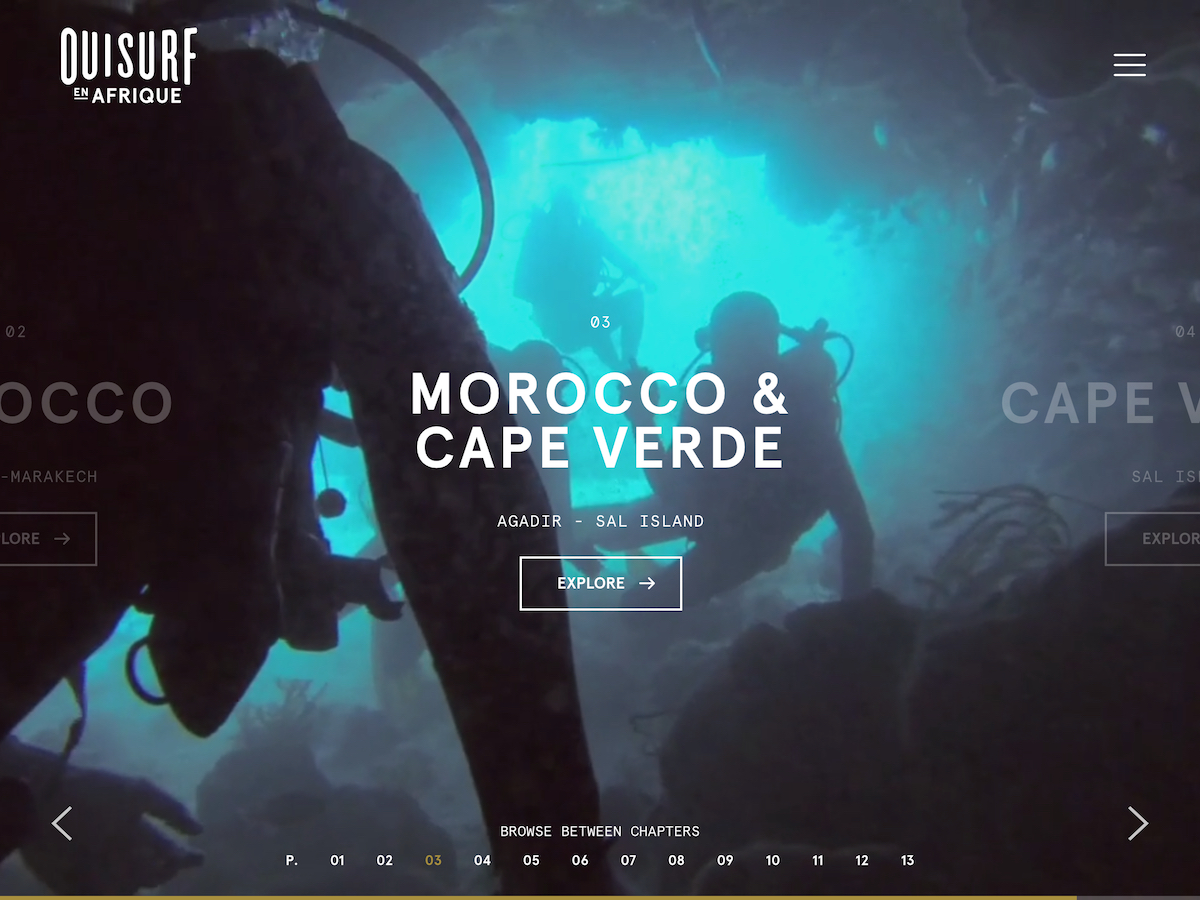 OUISURF
EN AFRIQUE
02
03
04
OCCO
MOROCCO &
CAPE VERDE
CAPE V
-MARAKECH
AGADIR - SAL ISLAND
SAL ISL
LORE
EXPLORE
EXPLOR
BROWSE BETWEEN CHAPTERS
P. 01 02 03 04 05 06 07 08 09 10 11 12 13